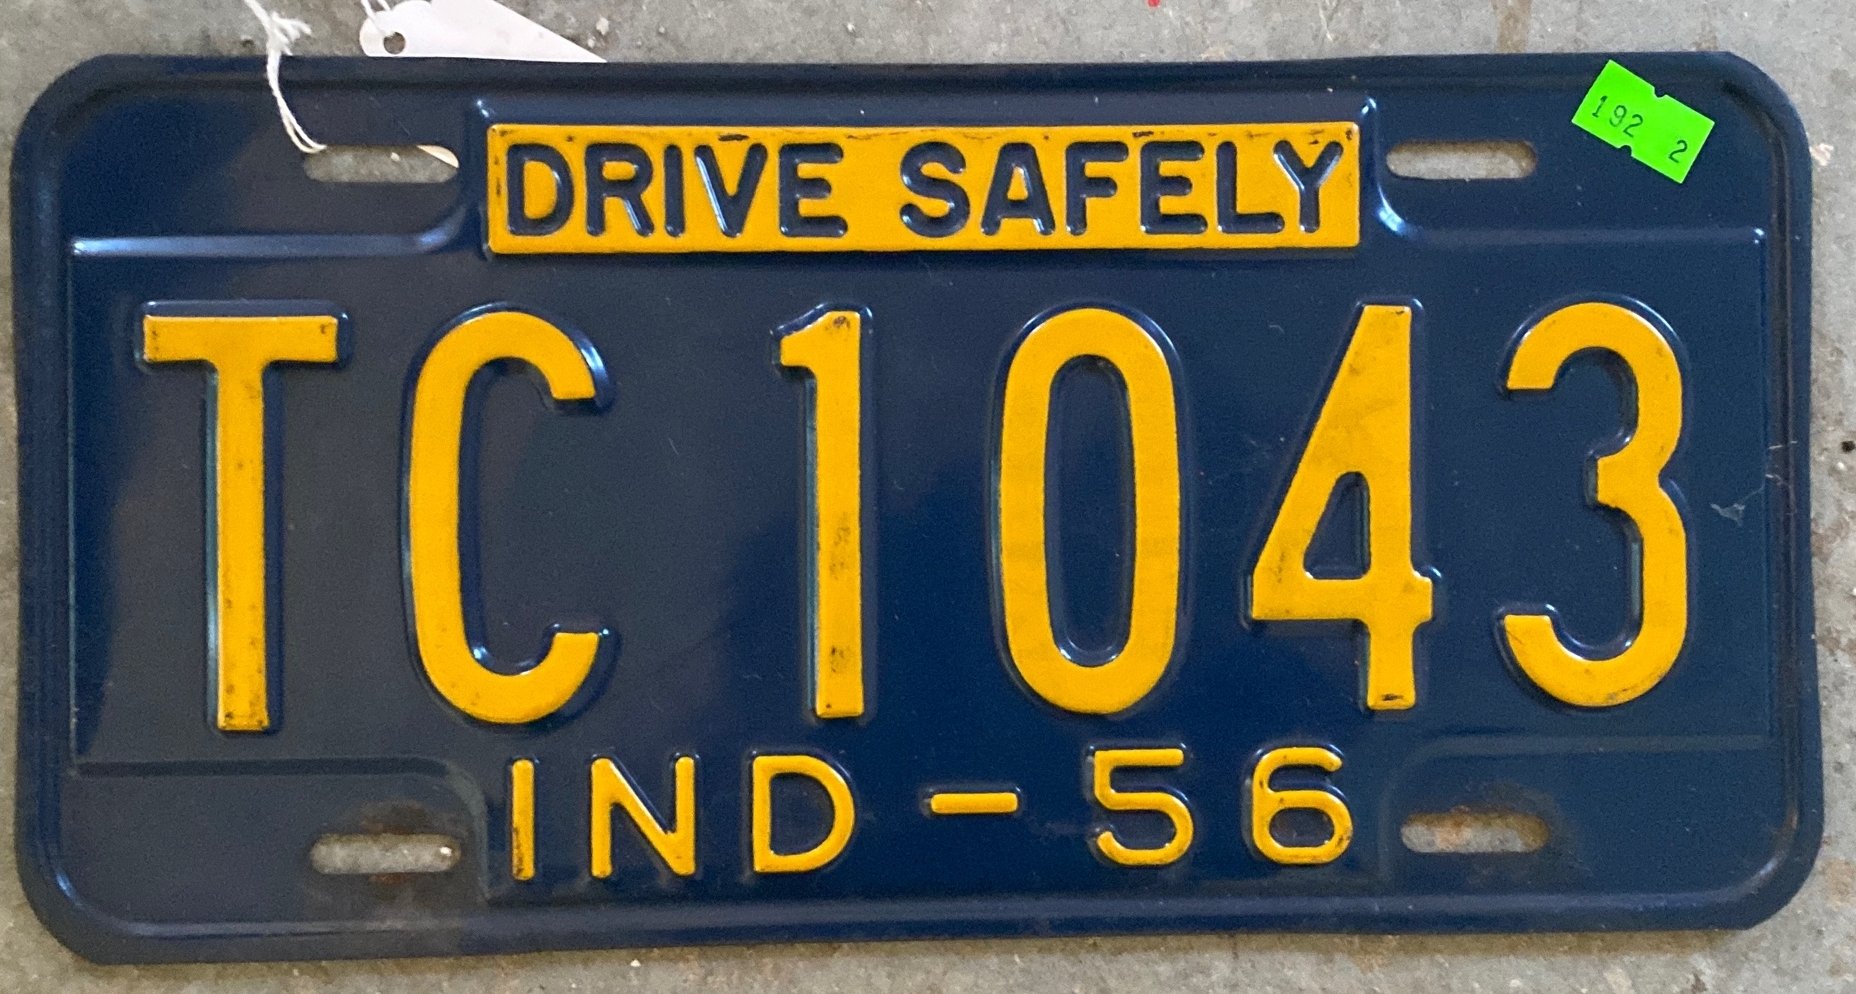 192 2
DRIVE SAFELY
TC 1043
IND - 56